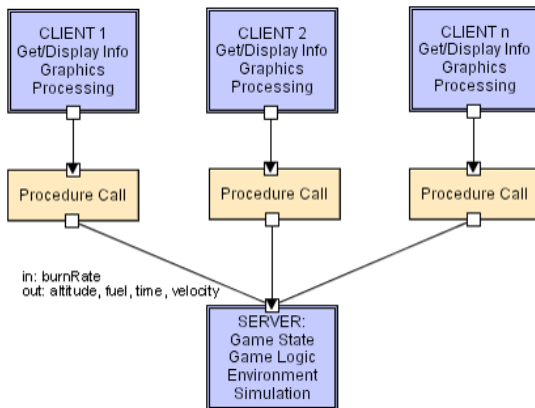 CLIENT 1
Get/Display Info
Graphics
Processing
CLIENT 2
Get/Display Info
Graphics
Processing
CLIENT n
Get/Display Info
Graphics
Processing
Procedure Call
Procedure Call
Procedure Call
in: burnRate
out: altitude, fuel, time, velocity
SERVER:
Game State
Game Logic
Environment
Simulation